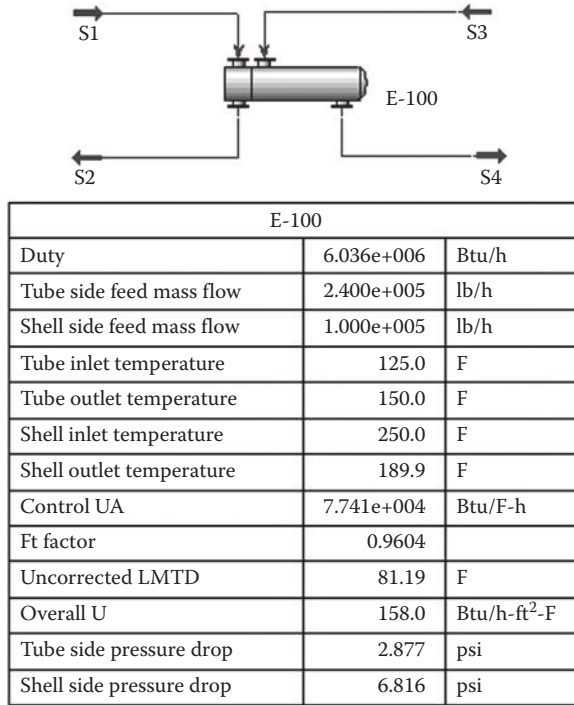 S1
S3
E-100
S2
S4
E-100
Duty 6.036e+006 Btu/h
Tube side feed mass flow 2.400e+005 lb/h
Shell side feed mass flow 1.000e+005 lb/h
Tube inlet temperature 125.0 F
Tube outlet temperature 150.0 F
Shell inlet temperature 250.0 F
Shell outlet temperature 189.9 F
Control UA 7.741e+004 Btu/F-h
Ft factor 0.9604
Uncorrected LMTD 81.19 F
Overall U 158.0 Btu/h-ft²-F
Tube side pressure drop 2.877 psi
Shell side pressure drop 6.816 psi